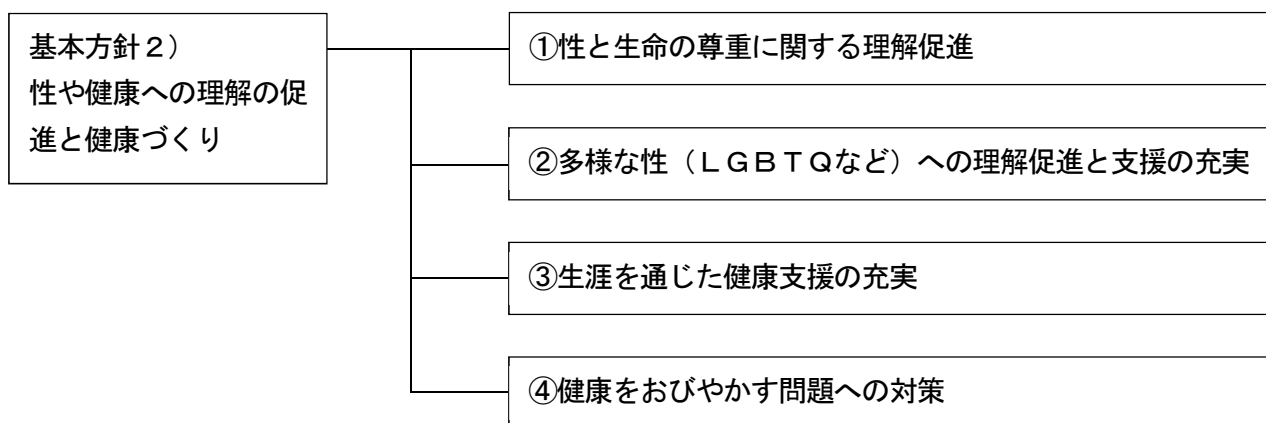 基本方針２）
性や健康への理解の促
進と健康づくり
①性と生命の尊重に関する理解促進
②多様な性（ＬＧＢＴＱなど）への理解促進と支援の充実
③生涯を通じた健康支援の充実
④健康をおびやかす問題への対策